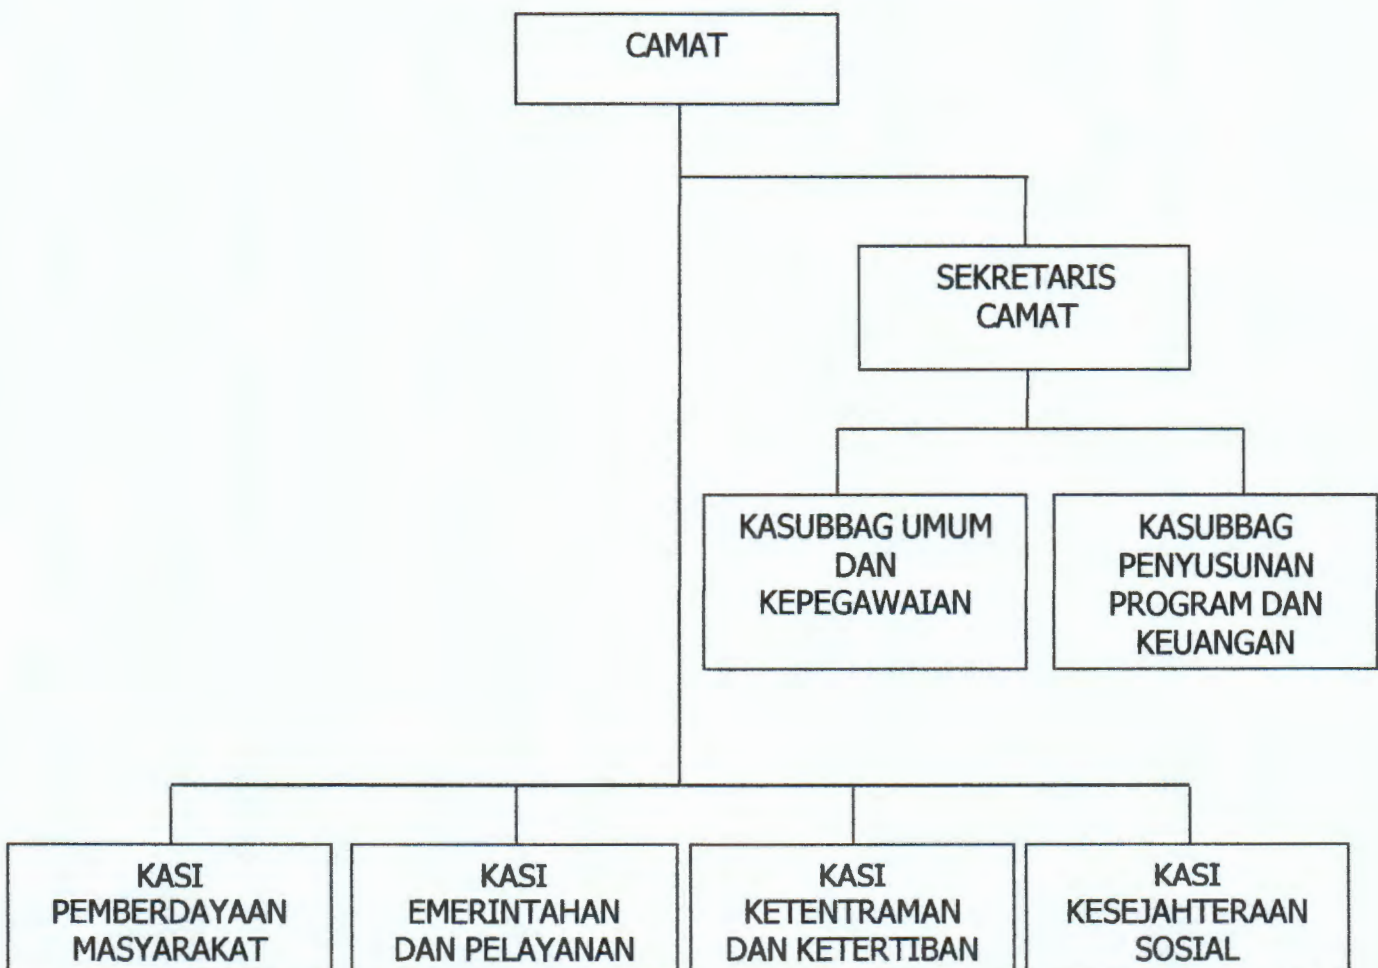 CAMAT
SEKRETARIS
CAMAT
KASUBBAG UMUM
DAN
KEPEGAWAIAN
KASUBBAG
PENYUSUNAN
PROGRAM DAN
KEUANGAN
KASI
PEMBERDAYAAN
MASYARAKAT
KASI
EMERINTAHAN
DAN PELAYANAN
KASI
KETENTRAMAN
DAN KETERTIBAN
KASI
KESEJAHTERAAN
SOSIAL